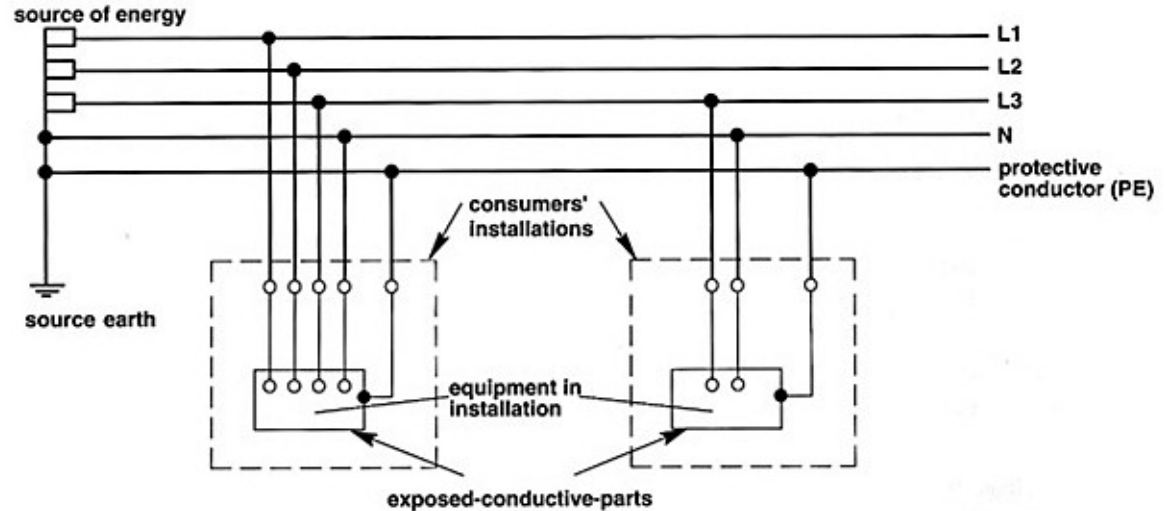 source of energy
L1
L2
L3
N
protective
conductor (PE)
consumers'
installations
source earth
equipment in
installation
exposed-conductive-parts